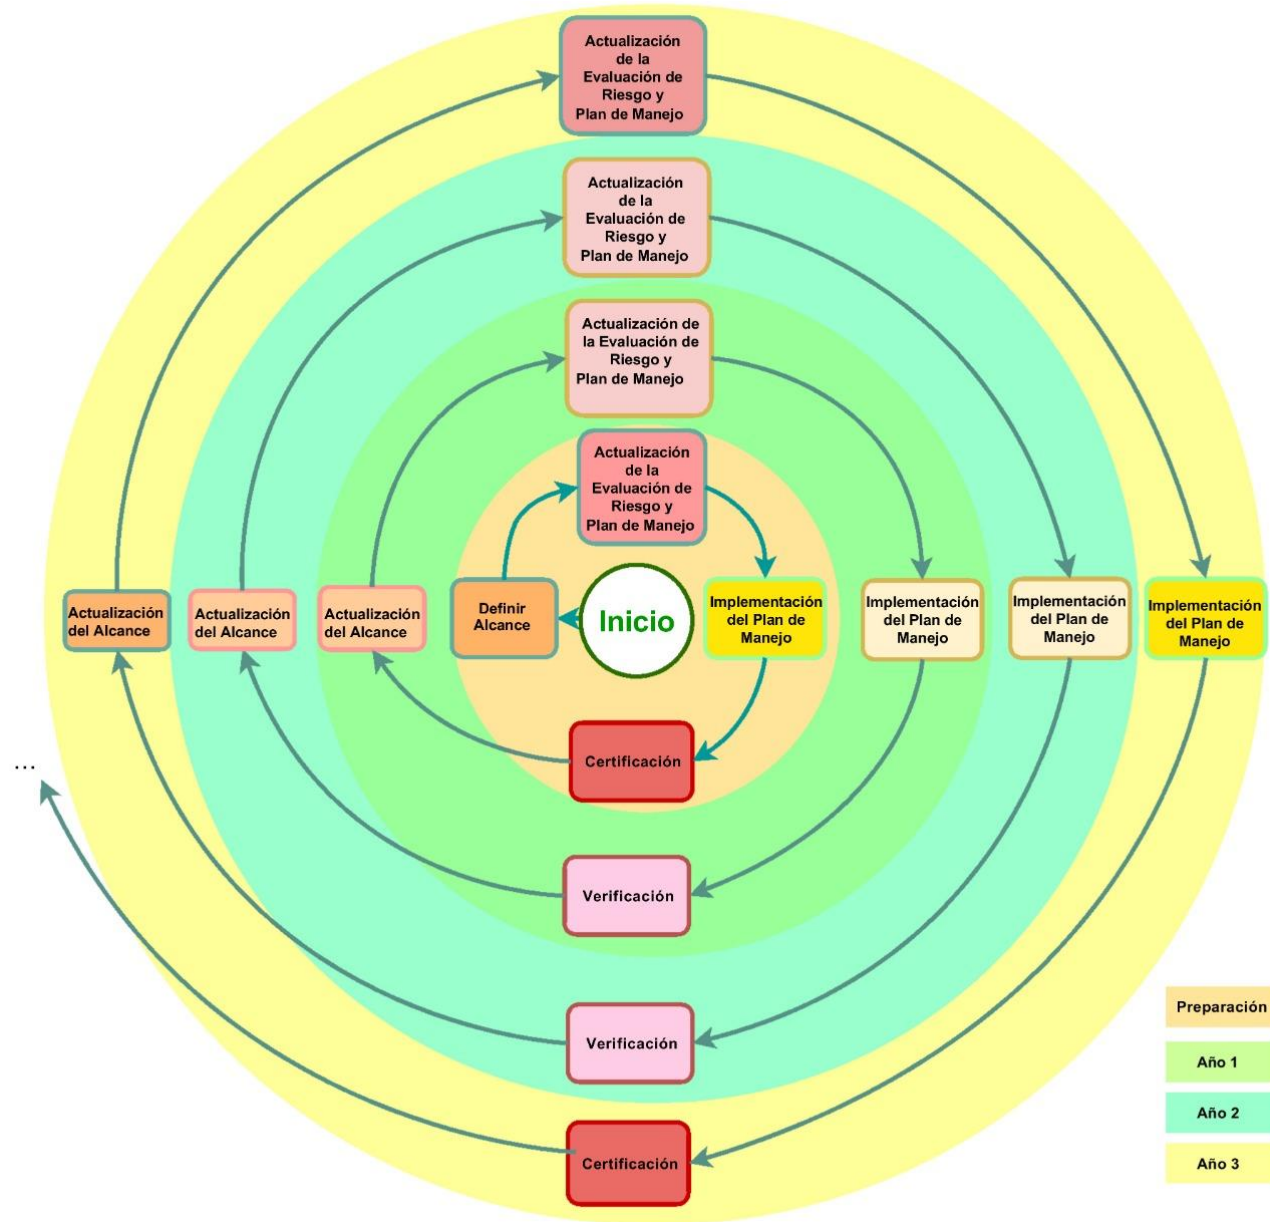 Actualización
de la
Evaluación de
Riesgo y
Plan de Manejo
Actualización
de la
Evaluación de
Riesgo y
Plan de Manejo
Actualización de
la Evaluación de
Riesgo y
Plan de Manejo
Actualización
de la
Evaluación de
Riesgo y
Plan de Manejo
Actualización
del Alcance
Actualización
del Alcance
Actualización
del Alcance
Definir
Alcance
Inicio
Implementación
del Plan de
Manejo
Implementación
del Plan de
Manejo
Implementación
del Plan de
Manejo
Implementación
del Plan de
Manejo
Certificación
...
Verificación
Verificación
Certificación
Preparación
Año 1
Año 2
Año 3